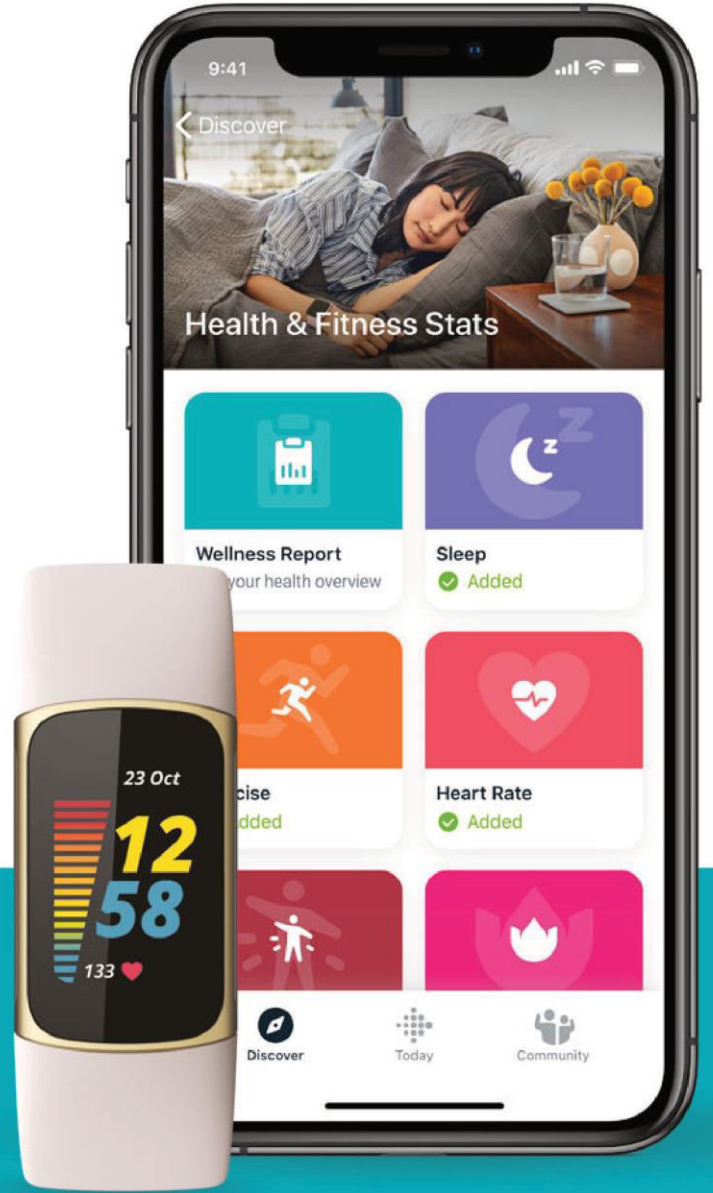 9:41
Discover
Health & Fitness Stats
Wellness Report
your health overview
Sleep
Added
Heart Rate
Added
23 Oct
12
58
133
Discover
Today
Community